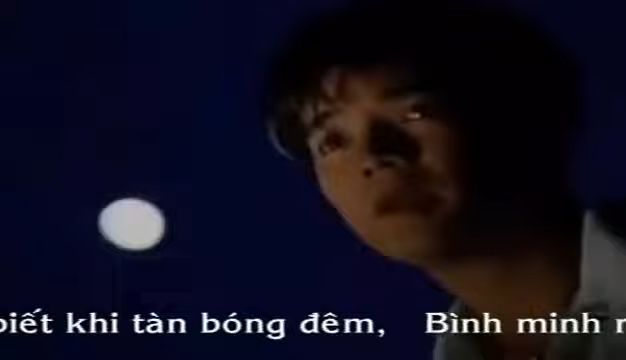 biết khi tàn bóng đêm, Bình minh